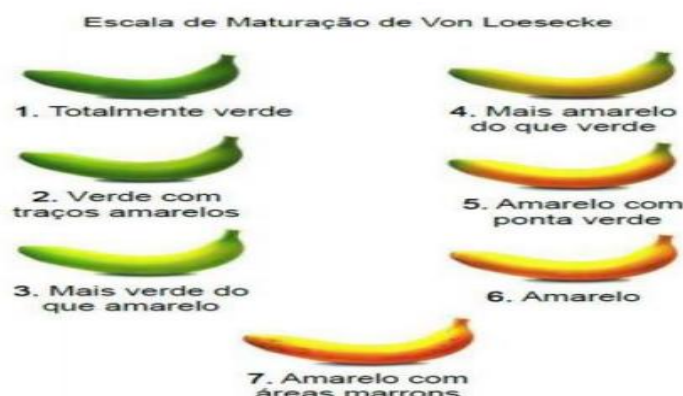 Escala de Maturação de Von Loesecke
1. Totalmente verde
2. Verde com
traços amarelos
3. Mais verde do
que amarelo
4. Mais amarelo
do que verde
5. Amarelo com
ponta verde
6. Amarelo
7. Amarelo com
áreas marrons